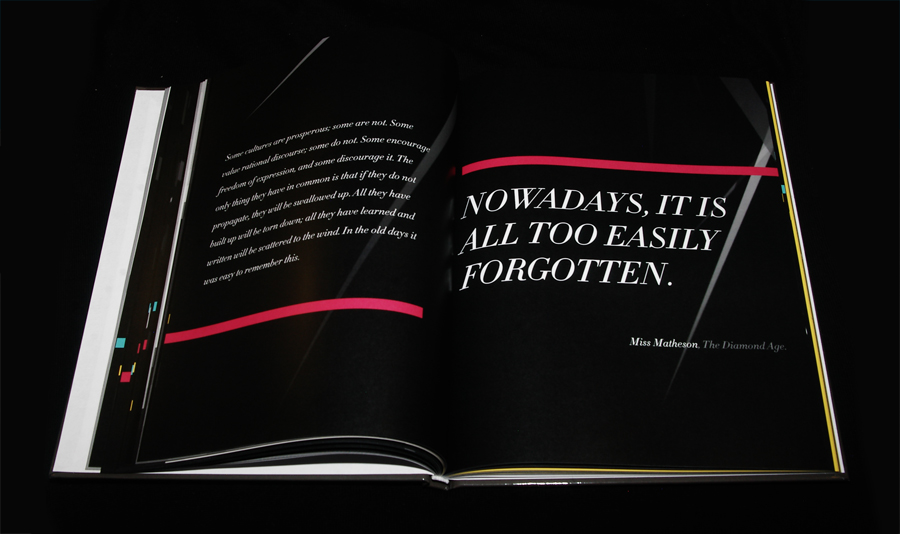 Some cultures are prosperous; some are not. Some
value rational discourse; some do not. Some encourage
freedom of expression, and some discourage it. The
only thing they have in common is that if they do not
propagate, they will be swallowed up. All they have
built up will be torn down; all they have learned and
written will be scattered to the wind. In the old days it
was easy to remember this.
NOWADAYS, IT IS
ALL TOO EASILY
FORGOTTEN.
Miss Matheson. The Diamond Age.